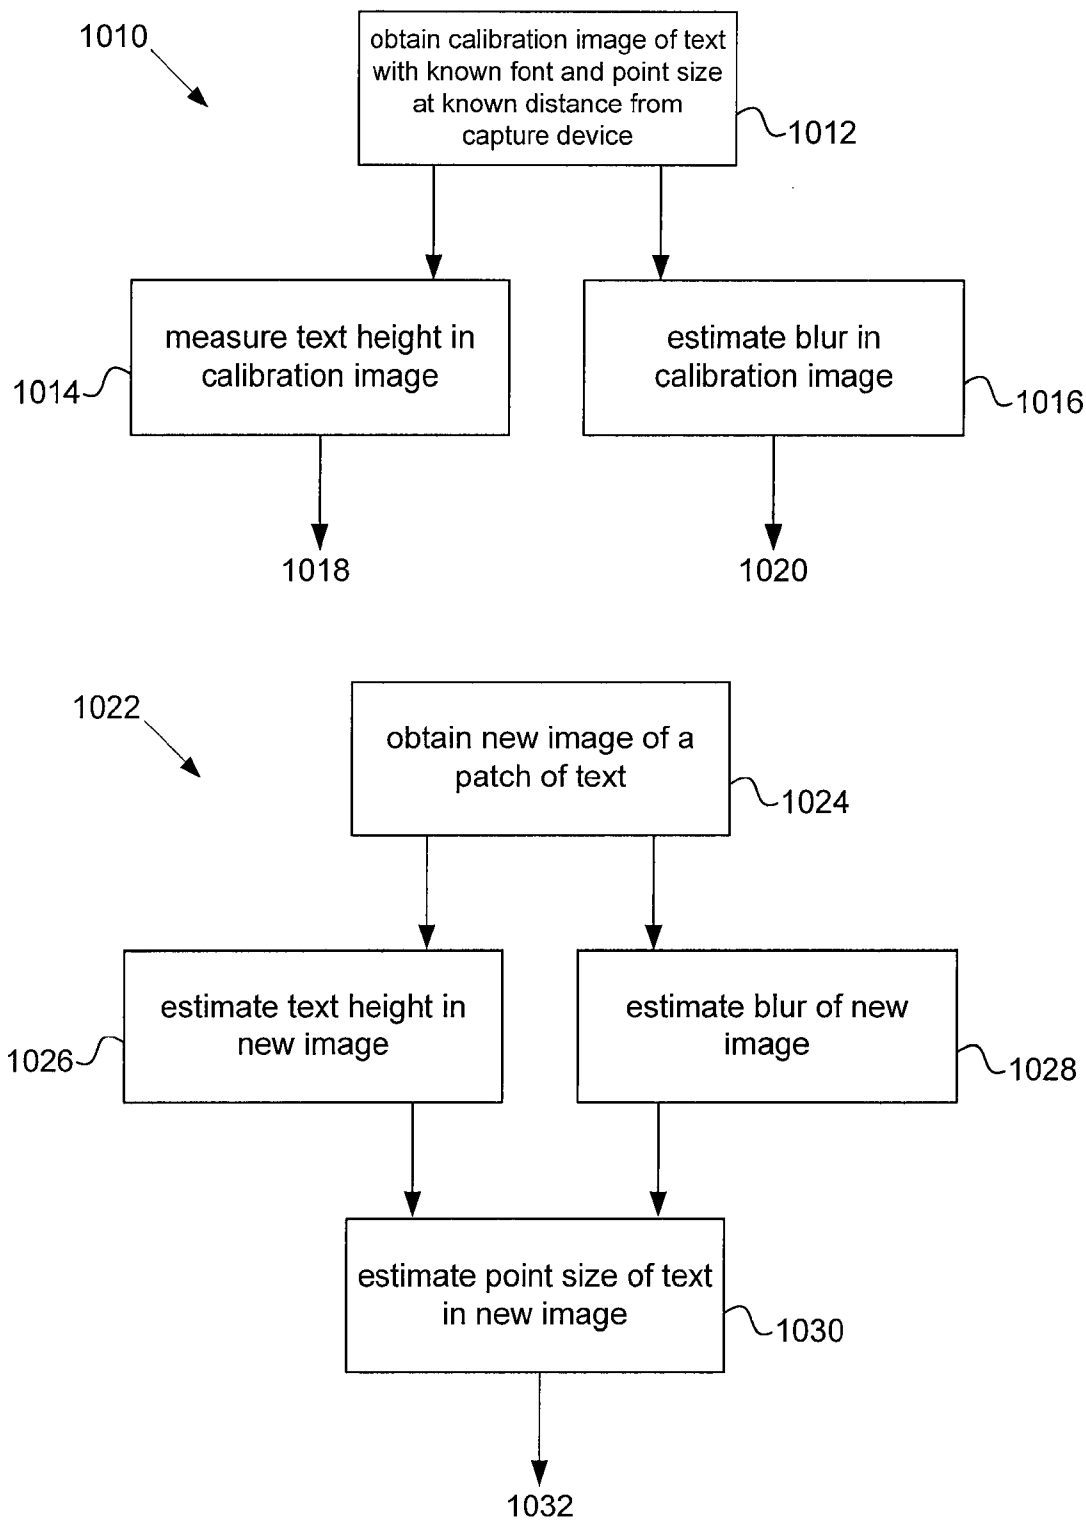 1010
obtain calibration image of text
with known font and point size
at known distance from
capture device
1012
measure text height in
calibration image
1014
estimate blur in
calibration image
1016
1018
1020
1022
obtain new image of a
patch of text
1024
estimate text height in
new image
1026
estimate blur of new
image
1028
estimate point size of text
in new image
1030
1032